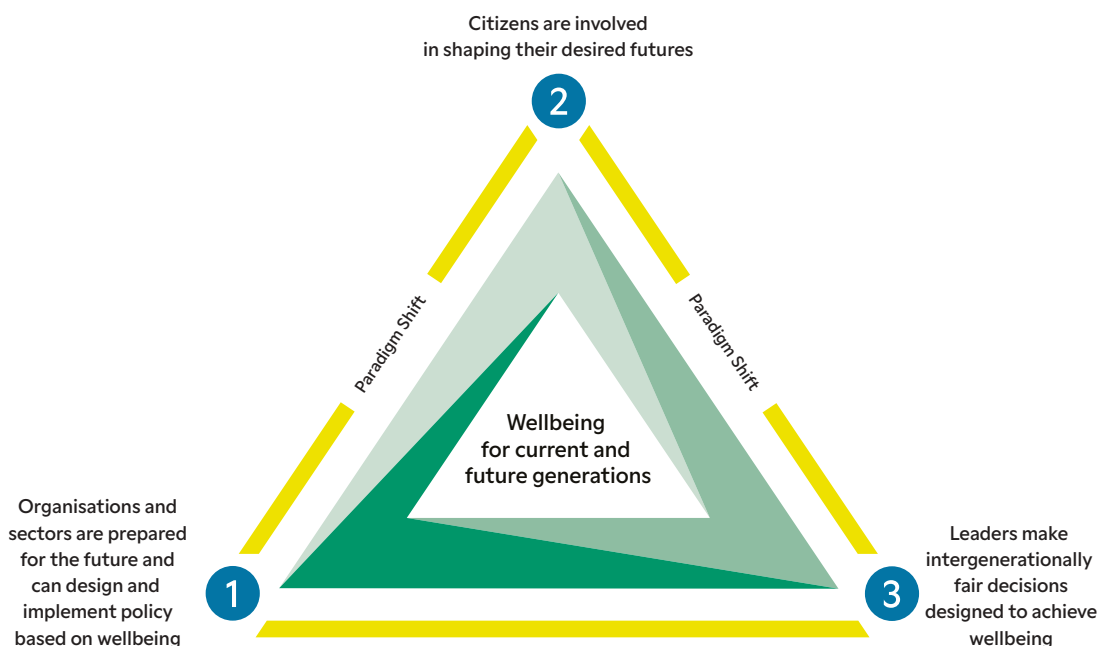 Citizens are involved
in shaping their desired futures
2
Paradigm Shift
Paradigm Shift
Wellbeing
for current and
future generations
Organisations and
sectors are prepared
for the future and
can design and
implement policy
based on wellbeing
1
3
Leaders make
intergenerationally
fair decisions
designed to achieve
wellbeing